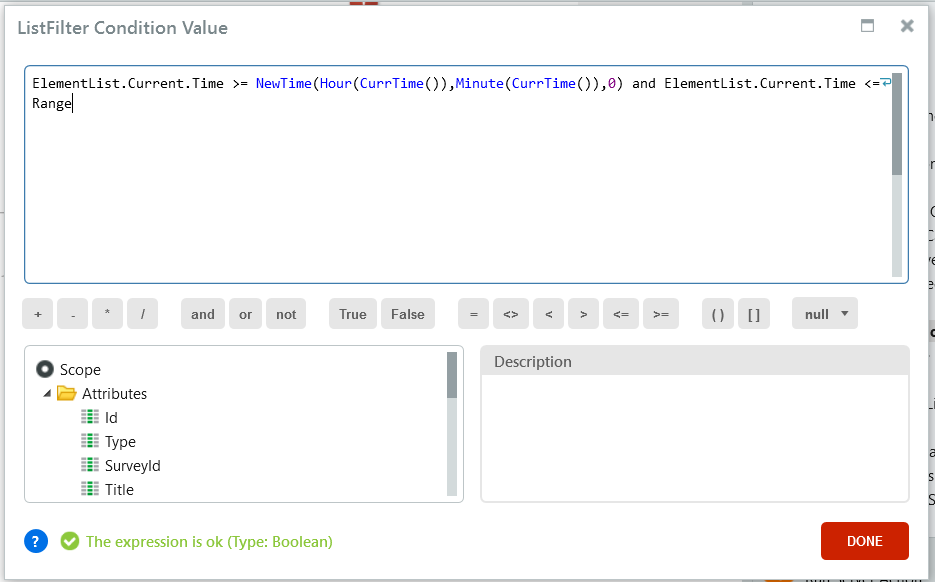 ListFilter Condition Value
ElementList.Current.Time >= NewTime(Hour(CurrTime()),Minute(CurrTime()),0) and ElementList.Current.Time <=
Range
+ - * / and or not True False = <> < > <= >= ( ) [ ] null
Scope
Attributes
Id
Type
SurveyId
Title
Description
? The expression is ok (Type: Boolean)
DONE